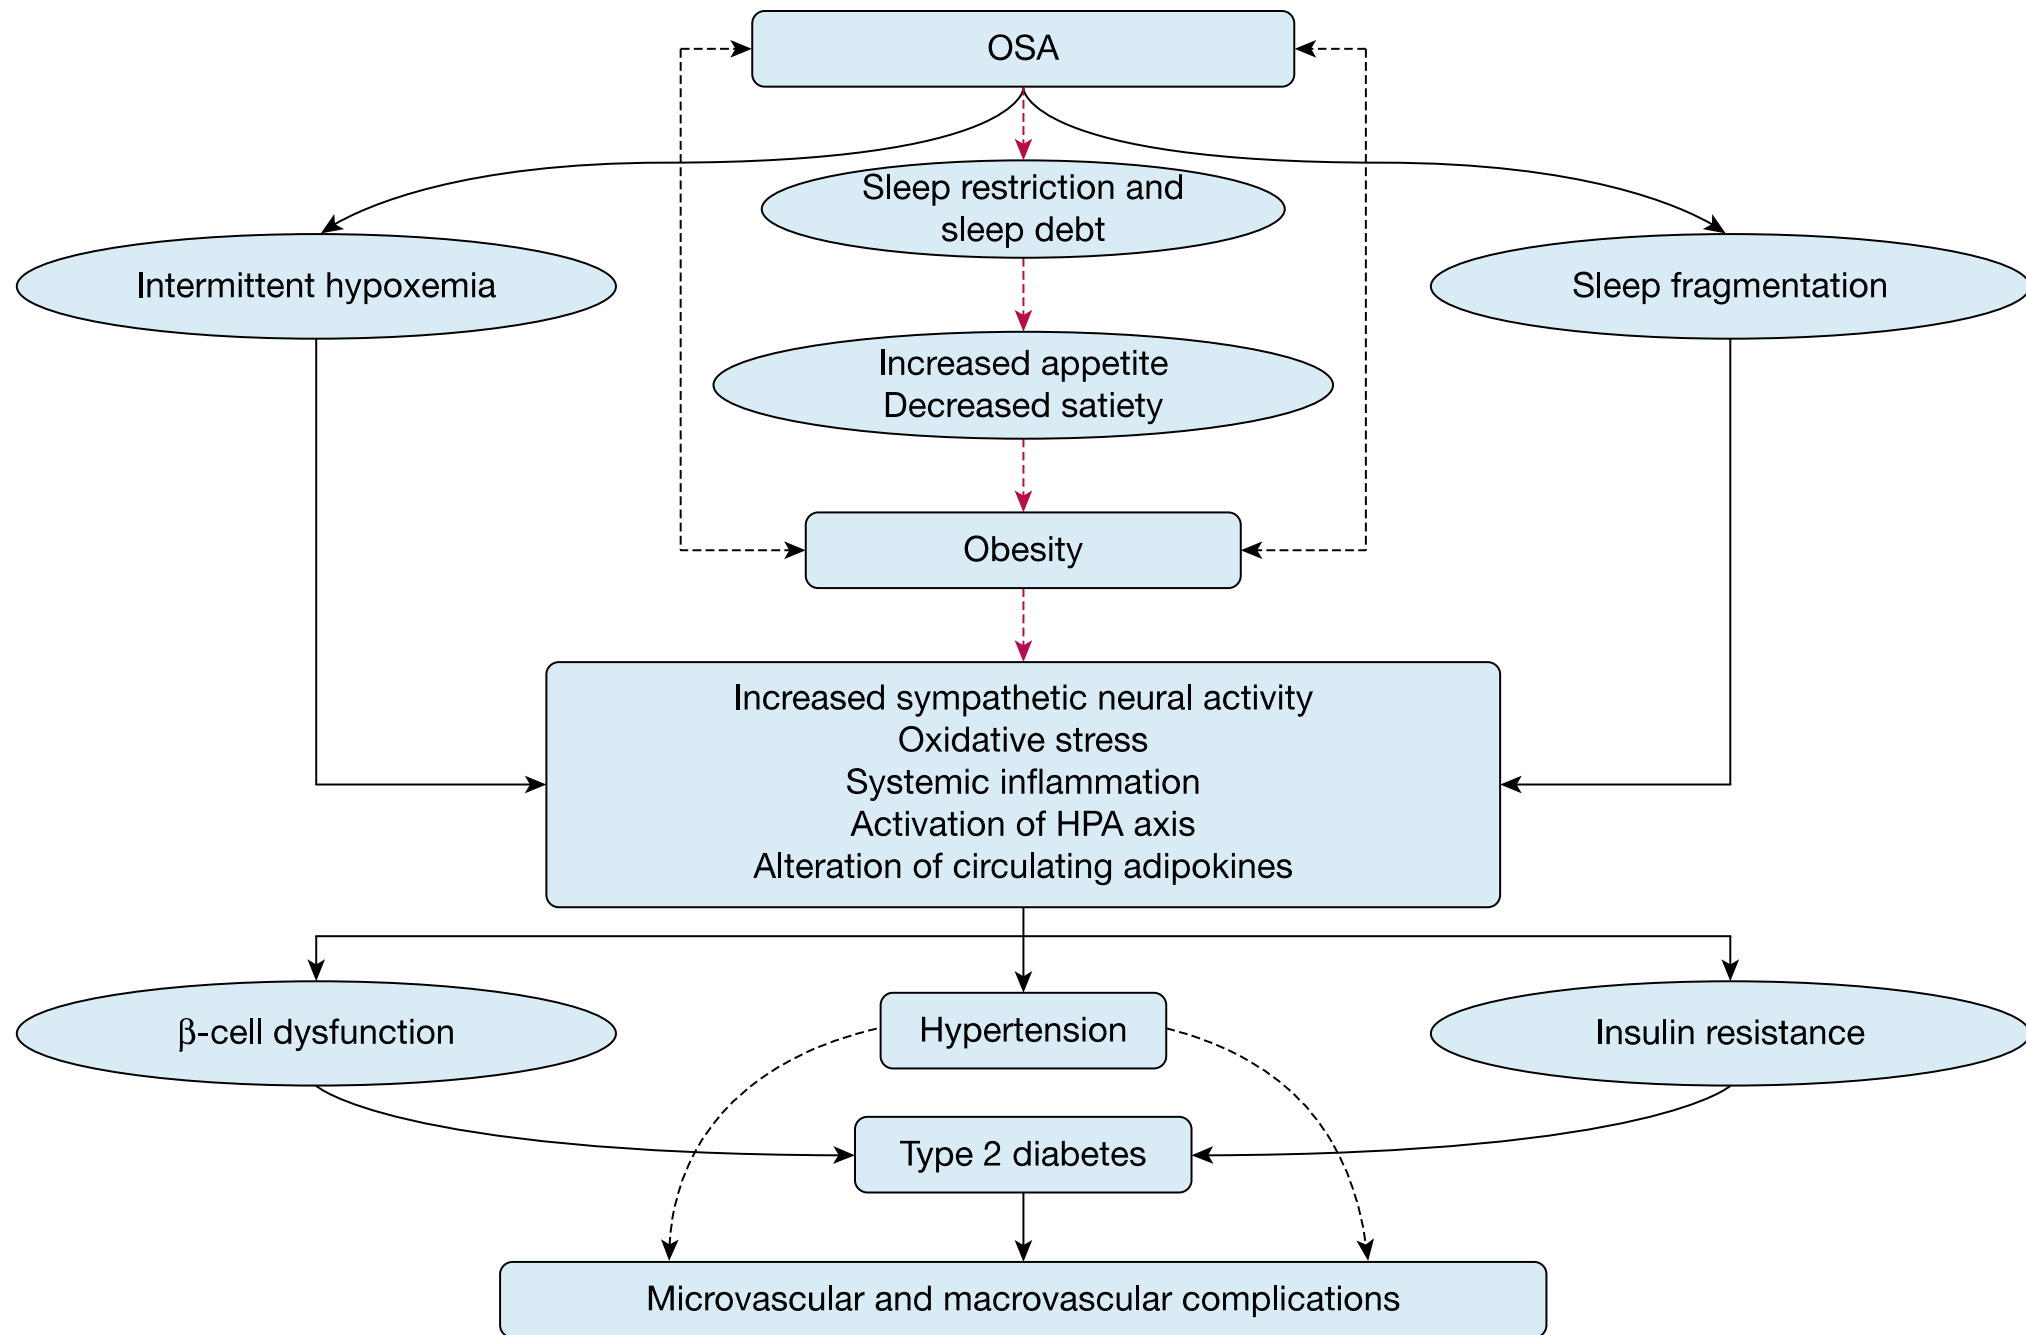 OSA
Sleep restriction and
sleep debt
Intermittent hypoxemia
Sleep fragmentation
Increased appetite
Decreased satiety
Obesity
Increased sympathetic neural activity
Oxidative stress
Systemic inflammation
Activation of HPA axis
Alteration of circulating adipokines
β-cell dysfunction
Hypertension
Insulin resistance
Type 2 diabetes
Microvascular and macrovascular complications